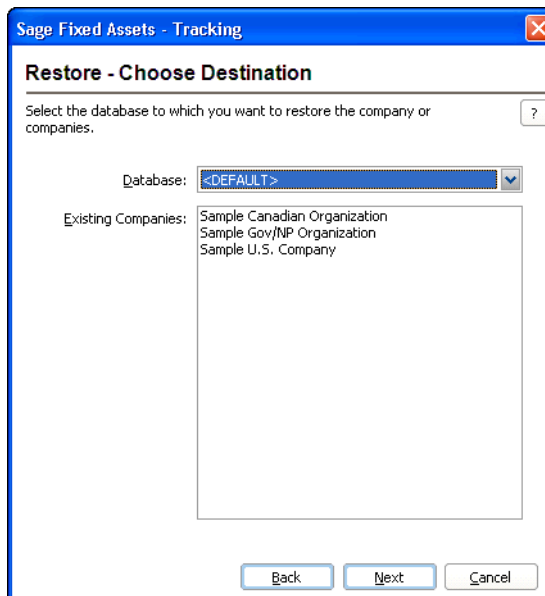 Sage Fixed Assets - Tracking
Restore - Choose Destination
Select the database to which you want to restore the company or
companies.
?
Database: <DEFAULT>
Existing Companies: Sample Canadian Organization
Sample Gov/NP Organization
Sample U.S. Company
Back Next Cancel